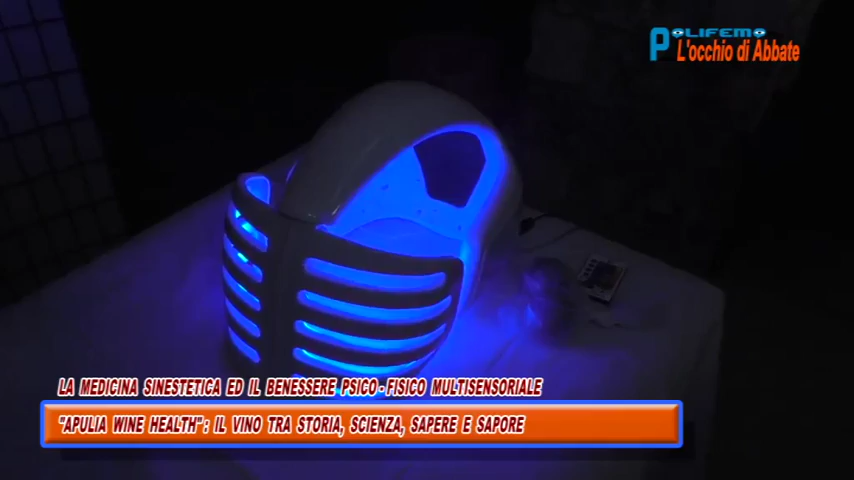 POLIFEMO
L'occhio di Abbate
LA MEDICINA SINESTETICA ED IL BENESSERE PSICO-FISICO MULTISENSORIALE
"APULIA WINE HEALTH": IL VINO TRA STORIA, SCIENZA, SAPERE E SAPORE